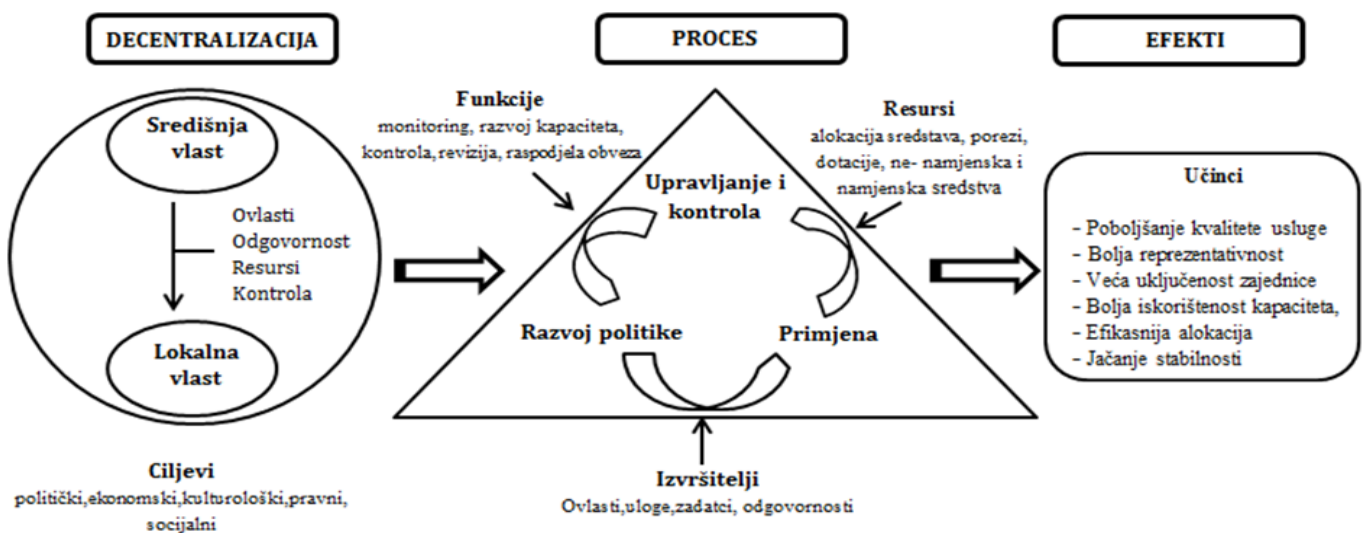 DECENTRALIZACIJA
Središnja
vlast
Ovlasti
Odgovornost
Resursi
Kontrola
Lokalna
vlast
Ciljevi
politički,ekonomski,kulturološki,pravni,
socijalni
PROCES
Funkcije
monitoring, razvoj kapaciteta,
kontrola,revizija, raspodjela obveza
Resursi
alokacija sredstava, porezi,
dotacije, ne- namjenska i
namjenska sredstva
Upravljanje i
kontrola
Razvoj politike
Primjena
Izvršitelji
Ovlasti,uloge,zadatci, odgovornosti
EFEKTI
Učinci
- Poboljšanje kvalitete usluge
- Bolja reprezentativnost
- Veća uključenost zajednice
- Bolja iskorištenost kapaciteta,
- Efikasnija alokacija
- Jačanje stabilnosti